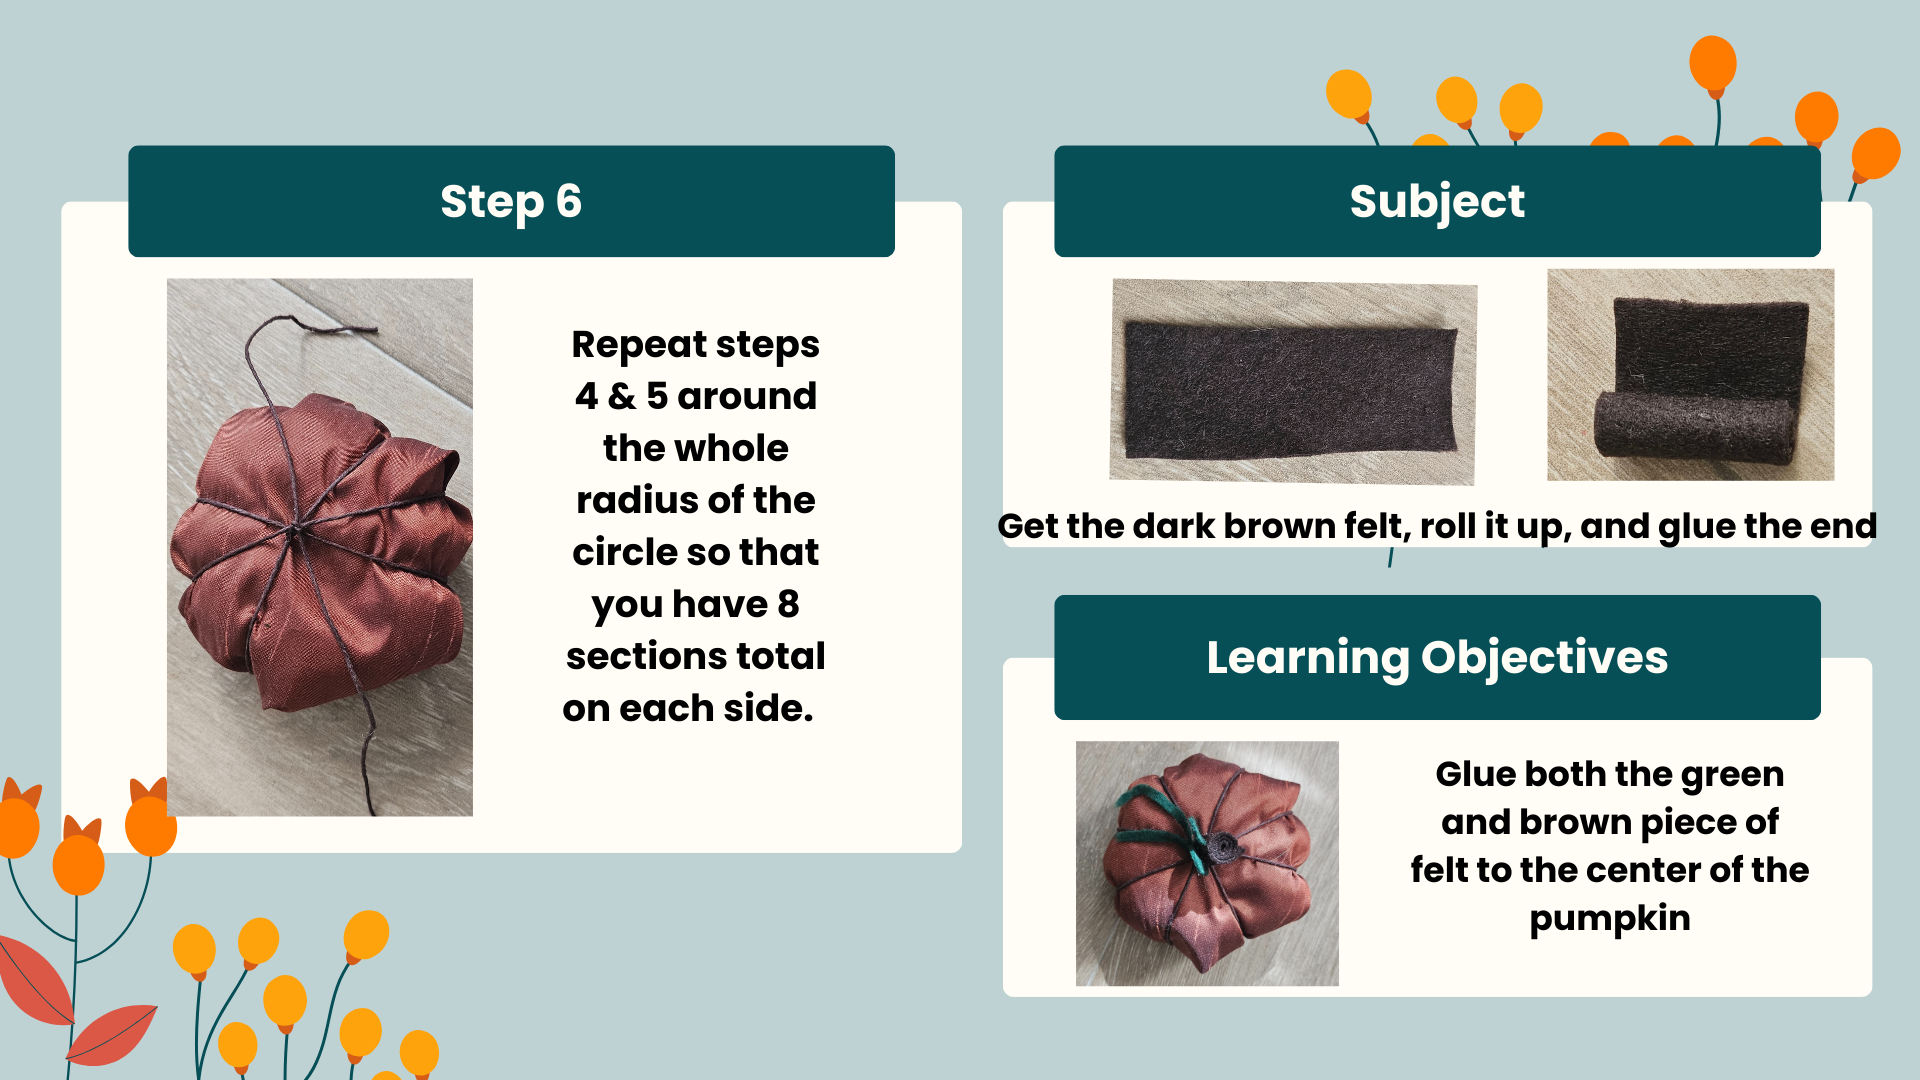 Step 6
Repeat steps
4 & 5 around
the whole
radius of the
circle so that
you have 8
sections total
on each side.
Subject
Get the dark brown felt, roll it up, and glue the end
Learning Objectives
Glue both the green
and brown piece of
felt to the center of the
pumpkin